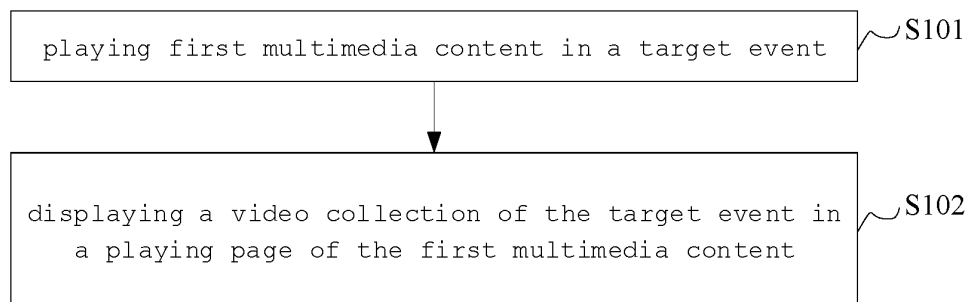 playing first multimedia content in a target event
S101
displaying a video collection of the target event in
a playing page of the first multimedia content
S102